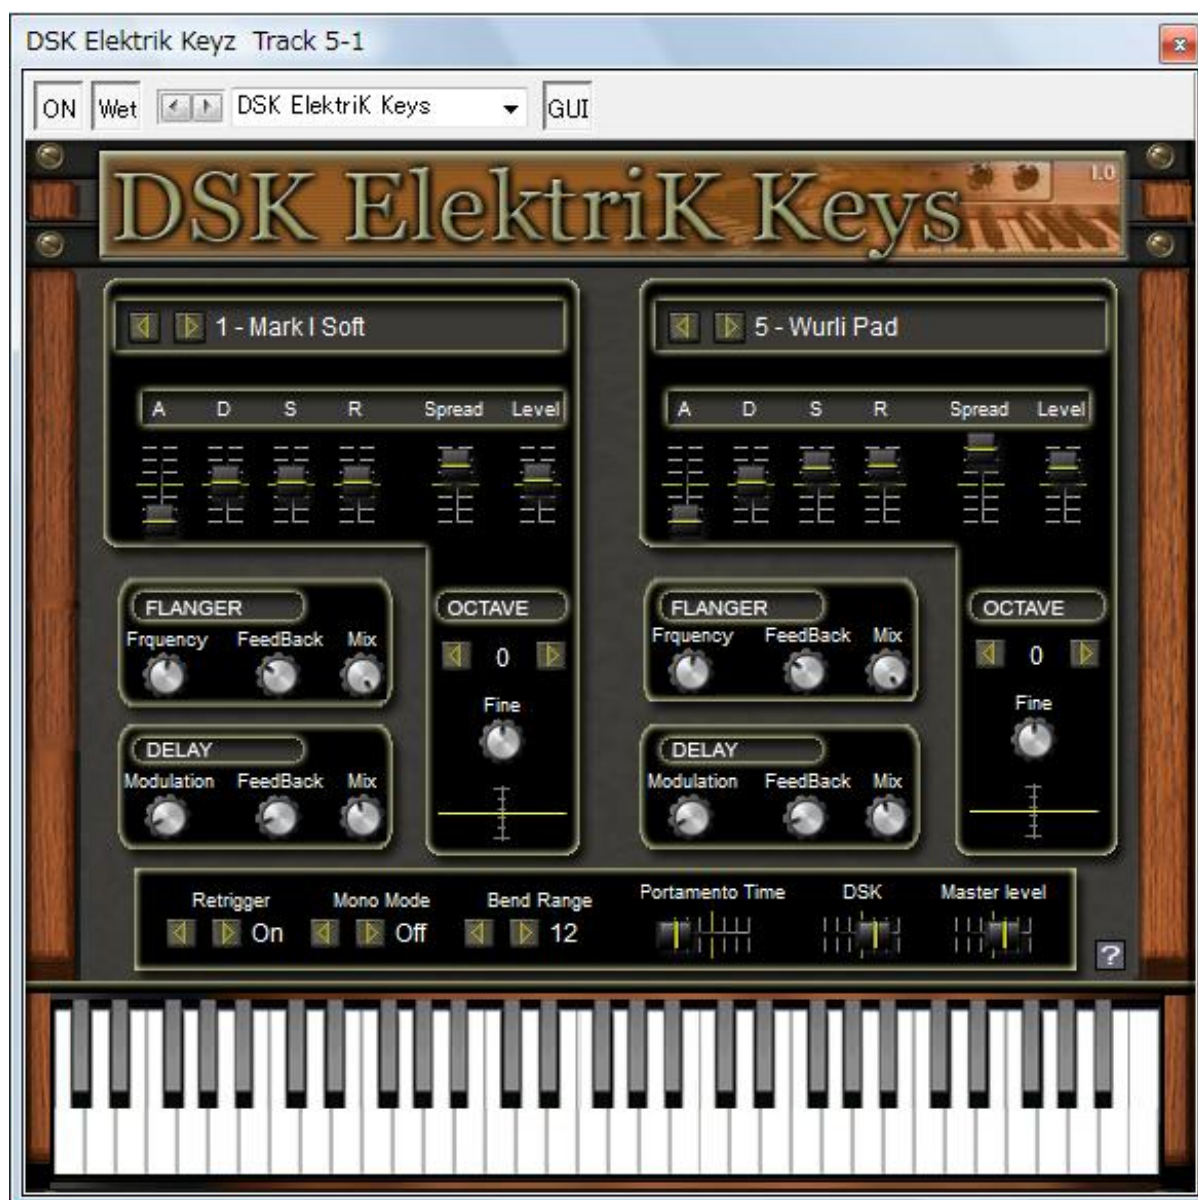 DSK Elektrik Keyz Track 5-1
ON Wet DSK ElektriK Keys GUI
DSK ElektriK Keys 1.0
1 - Mark I Soft
A D S R Spread Level
FLANGER
Frquency FeedBack Mix
DELAY
Modulation FeedBack Mix
OCTAVE
0
Fine
5 - Wurli Pad
A D S R Spread Level
FLANGER
Frquency FeedBack Mix
DELAY
Modulation FeedBack Mix
OCTAVE
0
Fine
Retrigger Mono Mode Bend Range Portamento Time DSK Master level
On Off 12
?